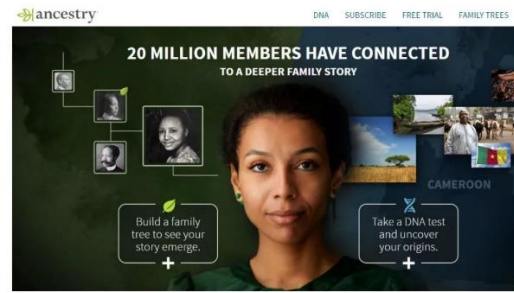 ancestry
DNA SUBSCRIBE FREE TRIAL FAMILY TREES
20 MILLION MEMBERS HAVE CONNECTED
TO A DEEPER FAMILY STORY
CAMEROON
Build a family
tree to see your
story emerge.
+
Take a DNA test
and uncover
your origins.
+